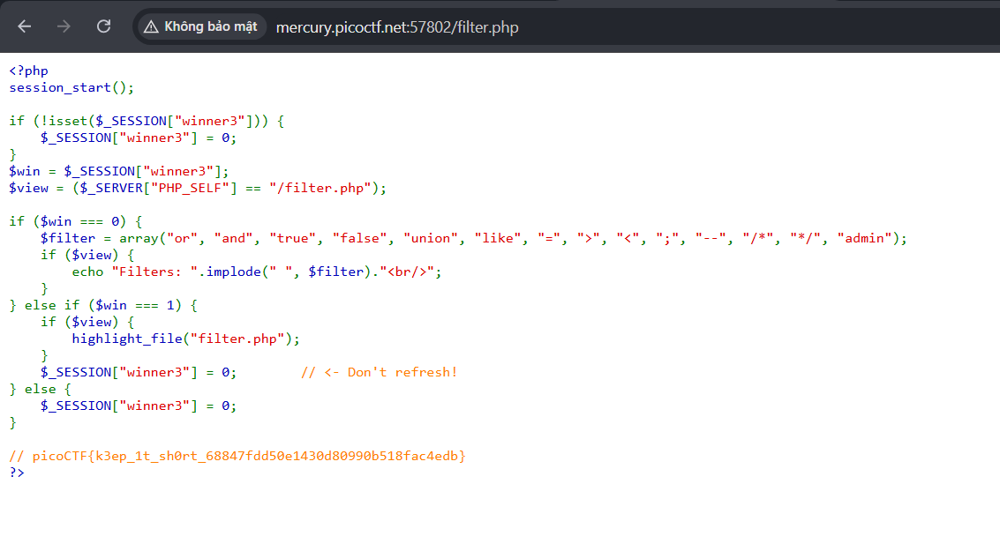 Không bảo mật mercury.picoctf.net:57802/filter.php
<?php
session_start();
if (!isset($_SESSION["winner3"])) {
    $_SESSION["winner3"] = 0;
}
$win = $_SESSION["winner3"];
$view = ($_SERVER["PHP_SELF"] == "/filter.php");
if ($win === 0) {
    $filter = array("or", "and", "true", "false", "union", "like", "=", ">", "<", ";", "--", "/*", "*/", "admin");
    if ($view) {
        echo "Filters: ".implode(" ", $filter)."<br/>";
    }
} else if ($win === 1) {
    if ($view) {
        highlight_file("filter.php");
    }
    $_SESSION["winner3"] = 0;        // <- Don't refresh!
} else {
    $_SESSION["winner3"] = 0;
}
// picoCTF{k3ep_1t_sh0rt_68847fdd50e1430d80990b518fac4edb}
?>